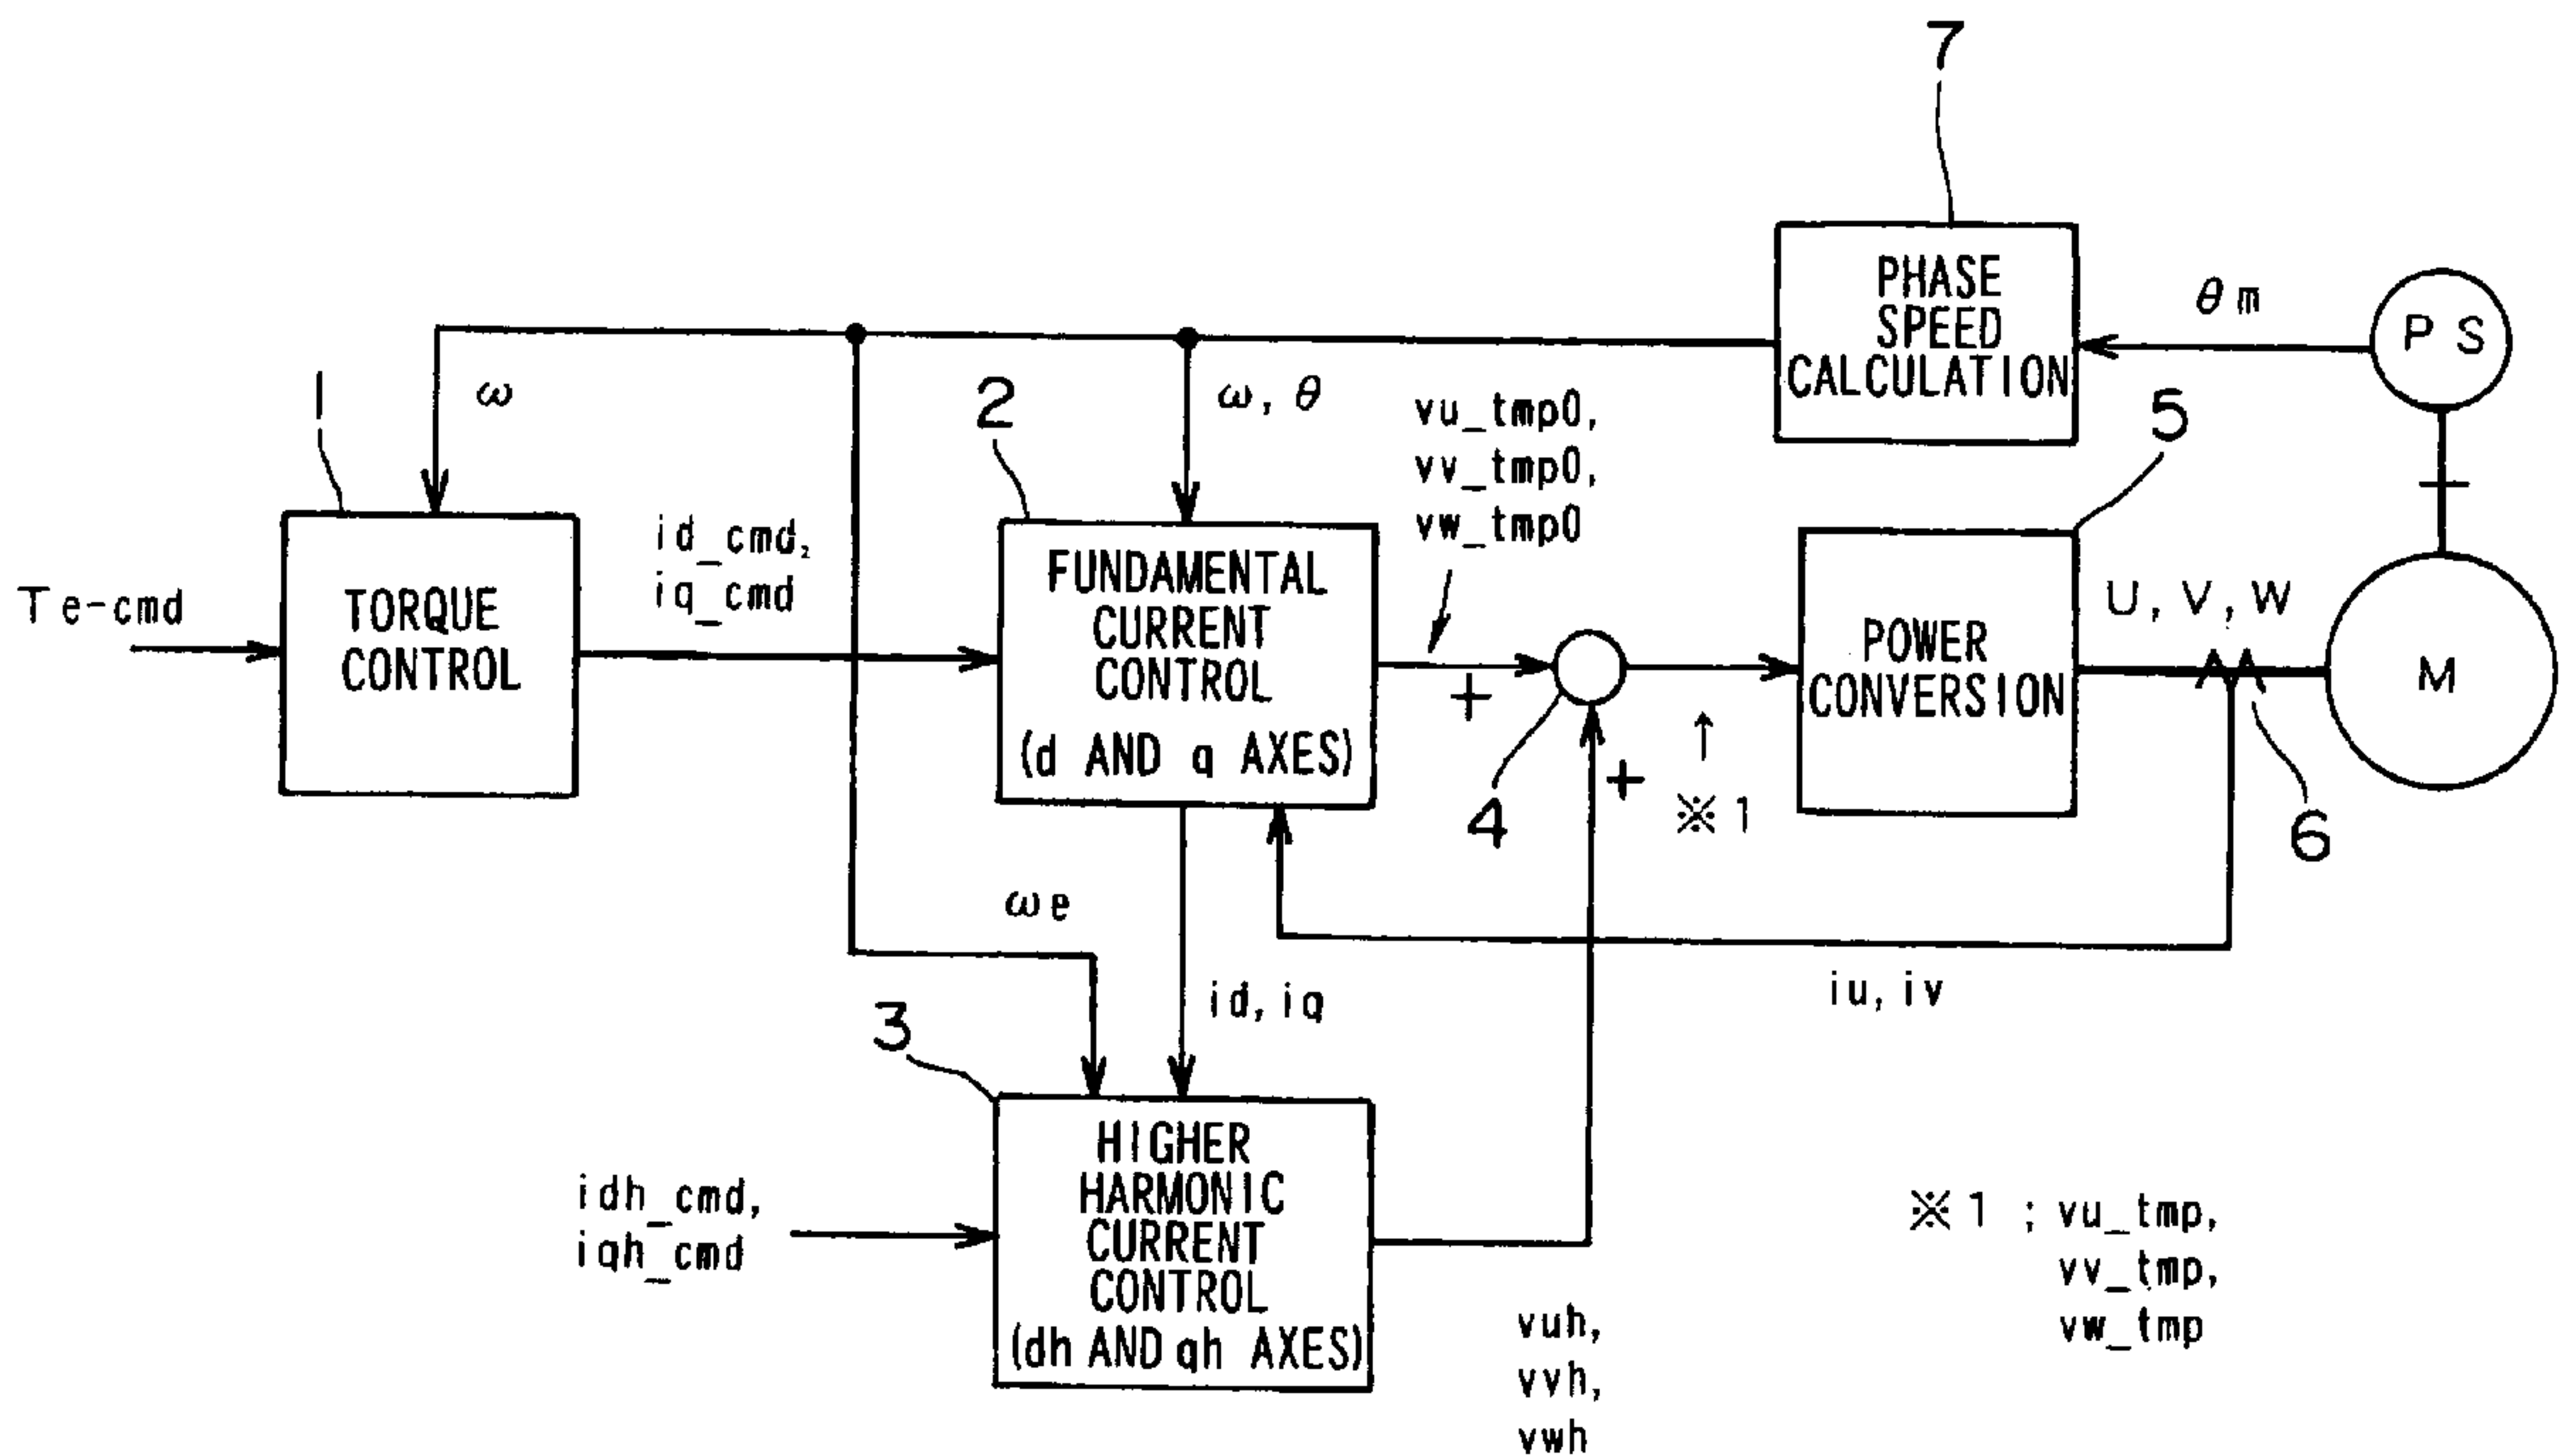 7
PHASE
SPEED
CALCULATION
θm
PS
ω
ω, θ
1
2
5
vu_tmp0,
vv_tmp0,
vw_tmp0
id_cmd,
iq_cmd
Te-cmd
TORQUE
CONTROL
FUNDAMENTAL
CURRENT
CONTROL
(d AND q AXES)
+
+
4
↑
※1
POWER
CONVERSION
U, V, W
M
6
ωe
id, iq
iu, iv
3
HIGHER
HARMONIC
CURRENT
CONTROL
(dh AND qh AXES)
idh_cmd,
iqh_cmd
vuh,
vvh,
vwh
※1 ; vu_tmp,
vv_tmp,
vw_tmp